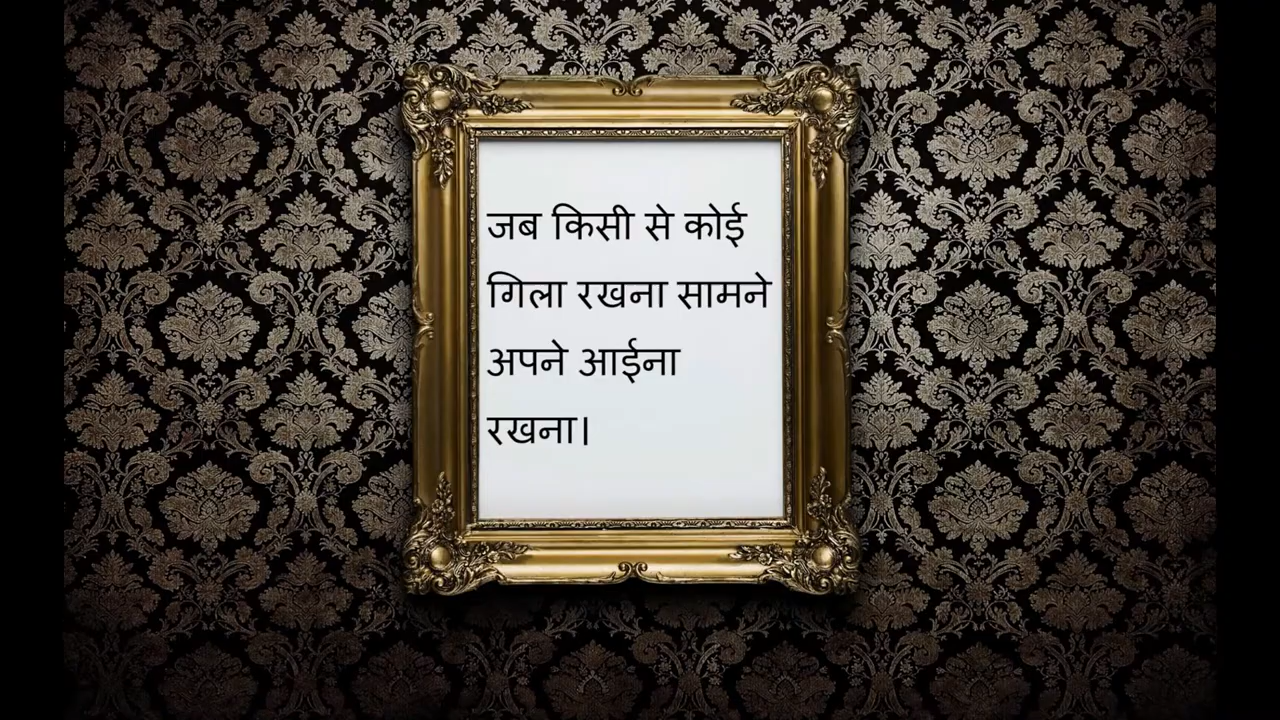 जब किसी से कोई
गिला रखना सामने
अपने आईना
रखना।